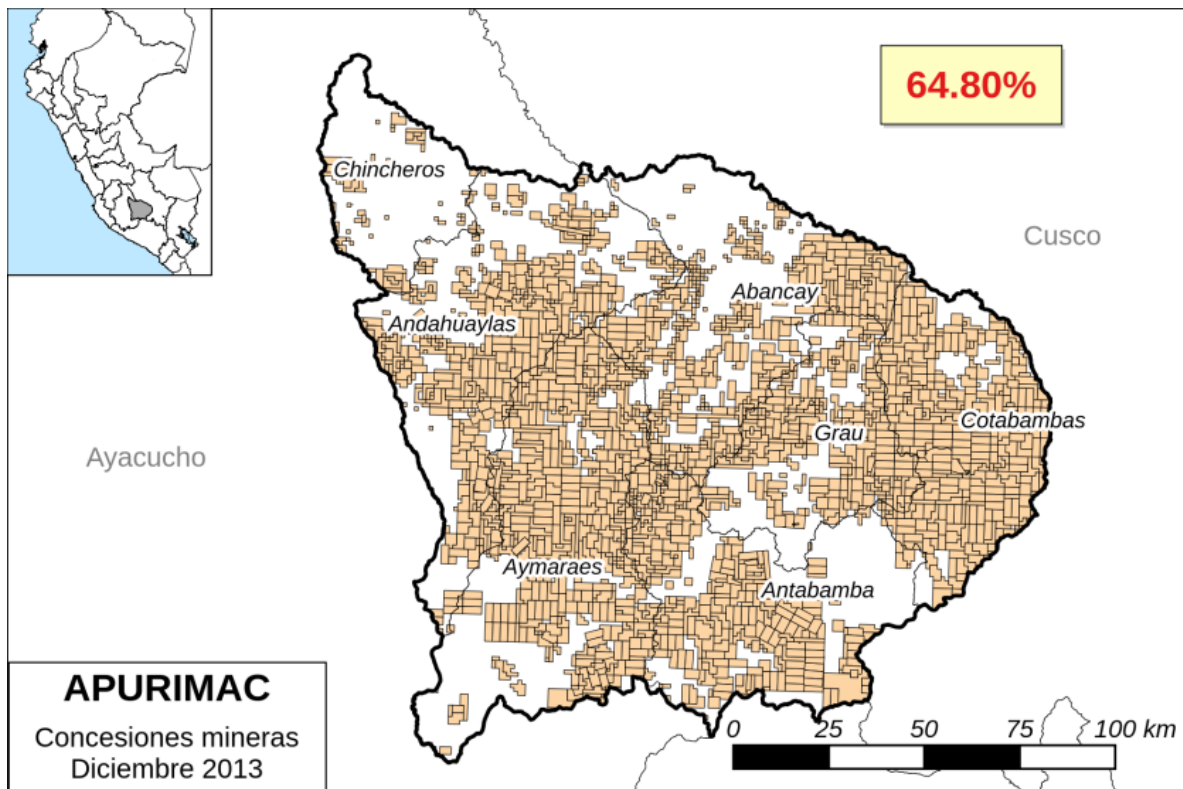 64.80%
Chincheros
Cusco
Abancay
Andahuaylas
Cotabambas
Grau
Ayacucho
Aymaraes
Antabamba
APURIMAC
Concesiones mineras
Diciembre 2013
0 25 50 75 100 km